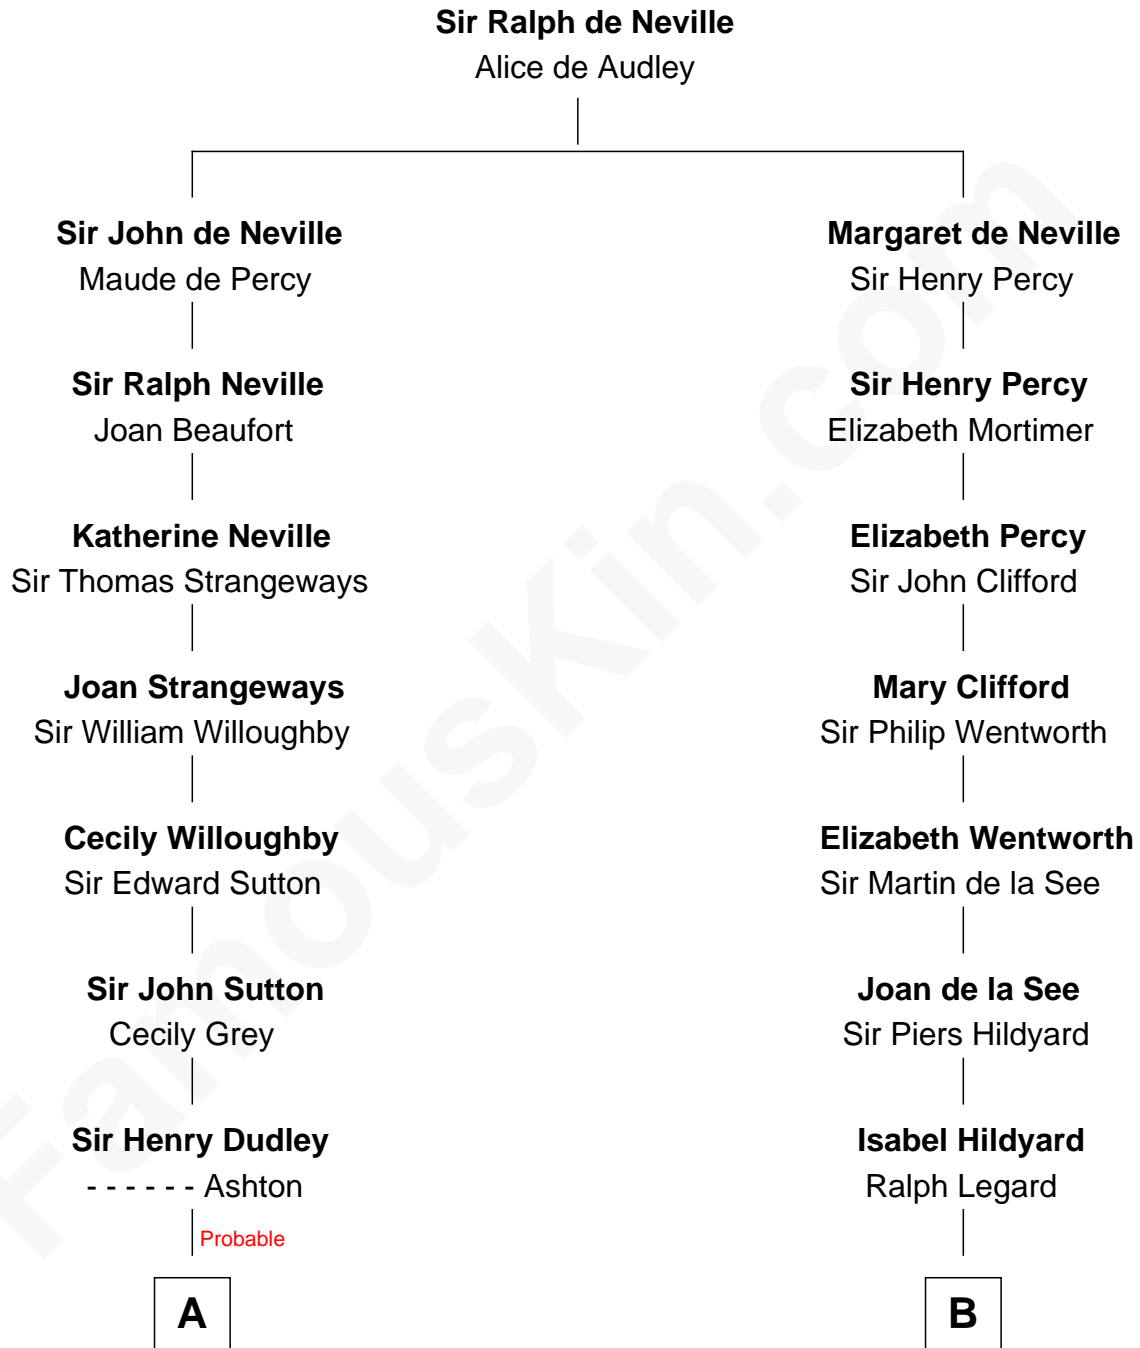 Sir Ralph de Neville
Alice de Audley
Sir John de Neville
Maude de Percy
Sir Ralph Neville
Joan Beaufort
Katherine Neville
Sir Thomas Strangeways
Joan Strangeways
Sir William Willoughby
Cecily Willoughby
Sir Edward Sutton
Sir John Sutton
Cecily Grey
Sir Henry Dudley
- - - - - - Ashton
Probable
A
Margaret de Neville
Sir Henry Percy
Sir Henry Percy
Elizabeth Mortimer
Elizabeth Percy
Sir John Clifford
Mary Clifford
Sir Philip Wentworth
Elizabeth Wentworth
Sir Martin de la See
Joan de la See
Sir Piers Hildyard
Isabel Hildyard
Ralph Legard
B
FamousKin.com